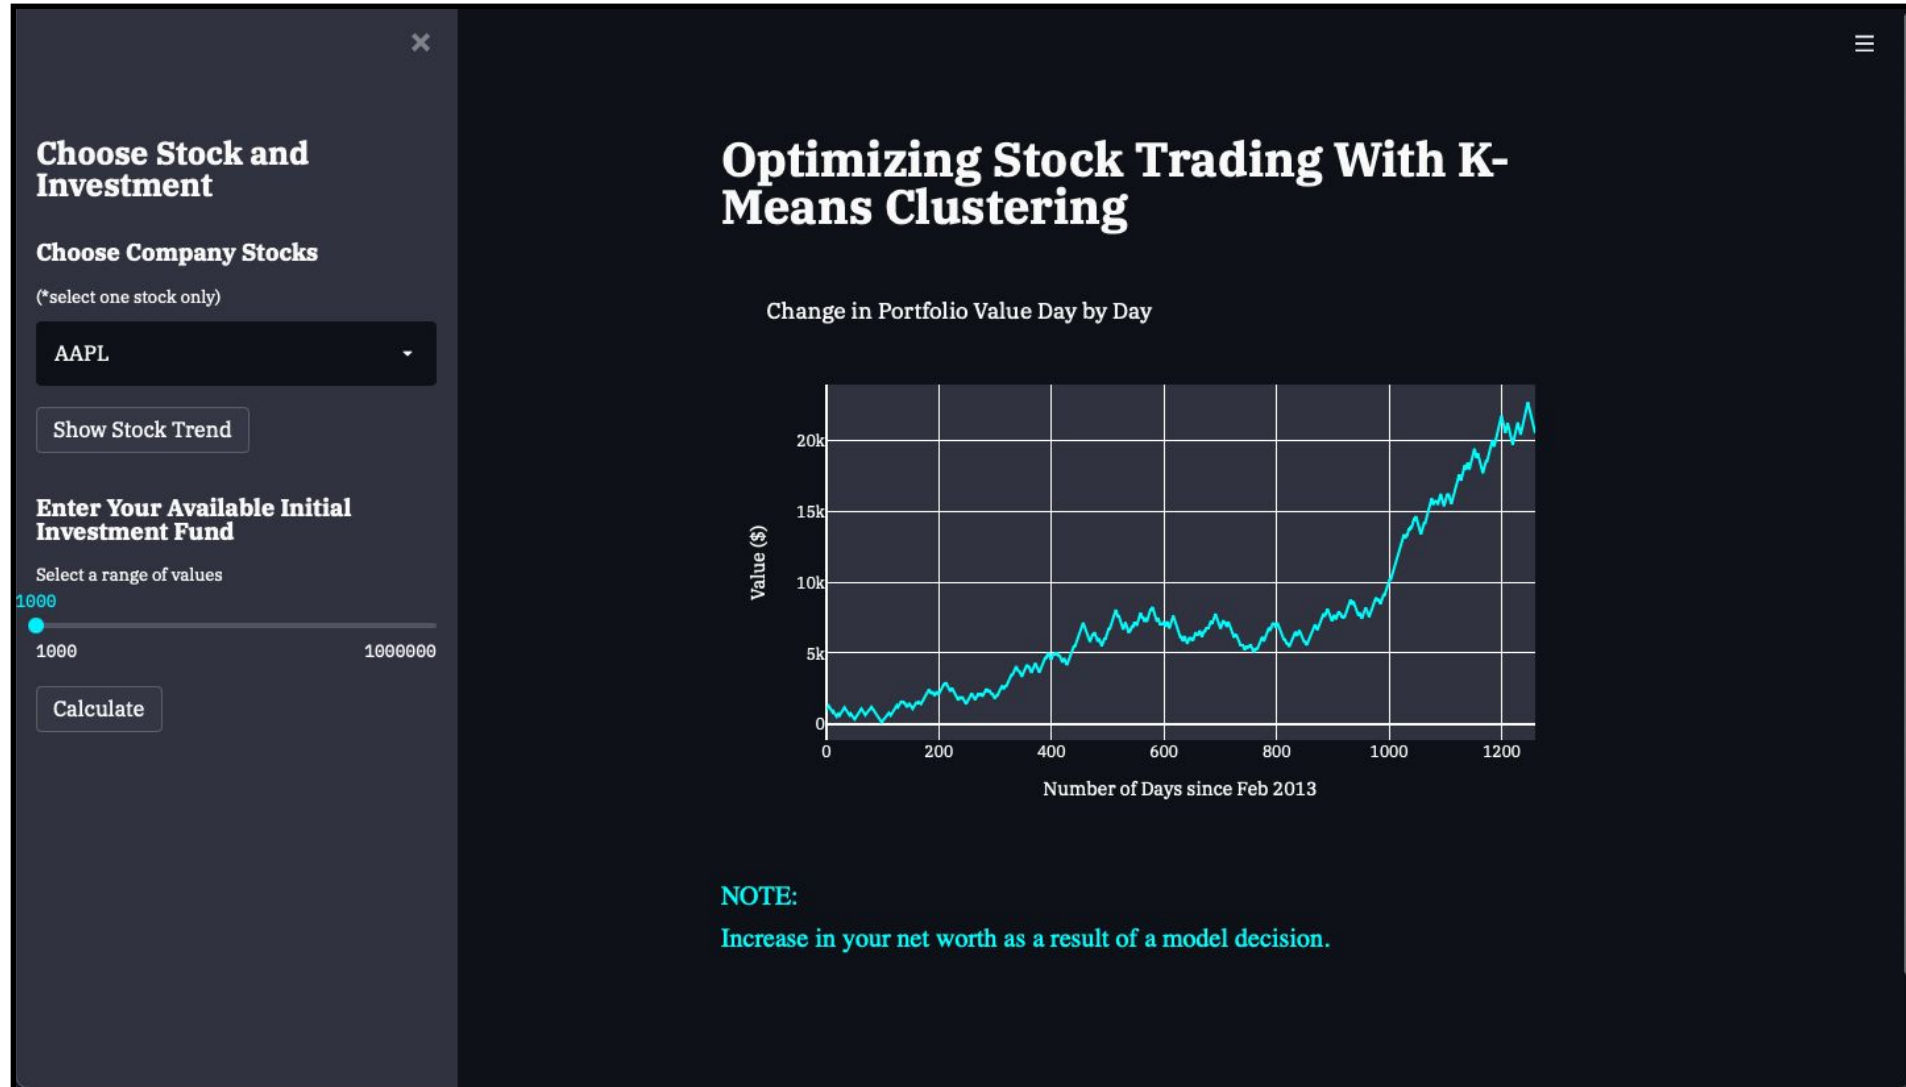 Choose Stock and
Investment
Choose Company Stocks
(*select one stock only)
AAPL
Show Stock Trend
Enter Your Available Initial
Investment Fund
Select a range of values
1000
1000 1000000
Calculate
Optimizing Stock Trading With K-
Means Clustering
Change in Portfolio Value Day by Day
Value ($)
20k
15k
10k
5k
0
0 200 400 600 800 1000 1200
Number of Days since Feb 2013
NOTE:
Increase in your net worth as a result of a model decision.